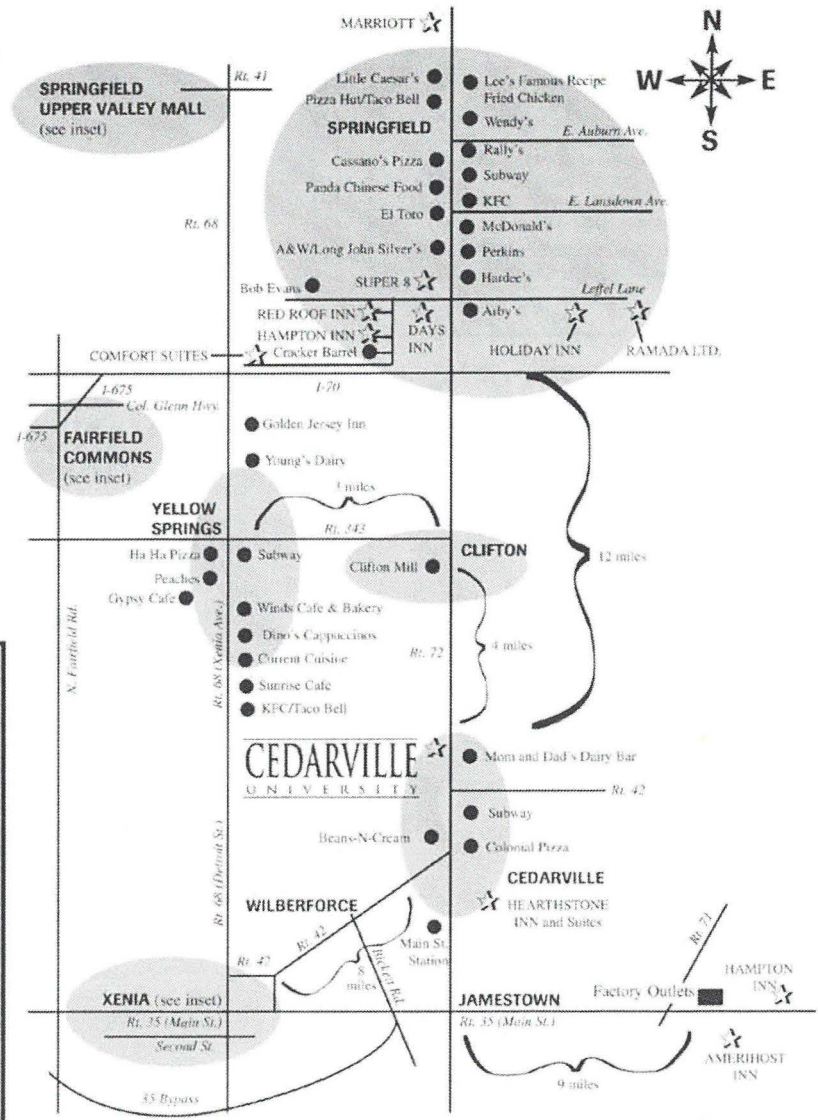 MARRIOTT
N
W
E
S
Rt. 41
SPRINGFIELD
UPPER VALLEY MALL
(see inset)
Little Caesar's
Pizza Hut/Taco Bell
SPRINGFIELD
Lee's Famous Recipe
Fried Chicken
Wendy's
E. Auburn Ave.
Rally's
Cassano's Pizza
Subway
Panda Chinese Food
KFC
E. Lansdown Ave.
El Toro
Rt. 68
McDonald's
A&W/Long John Silver's
Perkins
Hardee's
Bob Evans
SUPER 8
Leffel Lane
RED ROOF INN
Arby's
HAMPTON INN
DAYS
INN
COMFORT SUITES
Cracker Barrel
HOLIDAY INN
RAMADA LTD.
I-70
I-675
Col. Glenn Hwy.
I-675
FAIRFIELD
COMMONS
(see inset)
Golden Jersey Inn
Young's Dairy
3 miles
YELLOW
SPRINGS
Rt. 343
CLIFTON
12 miles
Ha Ha Pizza
Subway
Clifton Mill
Peaches
Gypsy Cafe
Winds Cafe & Bakery
Dino's Cappuccinos
Current Cuisine
Rt. 72
4 miles
Sunrise Cafe
KFC/Taco Bell
N. Fairfield Rd.
Rt. 68 (Xenia Ave.)
CEDARVILLE
UNIVERSITY
Mom and Dad's Dairy Bar
Rt. 42
Subway
Beans-N-Cream
Colonial Pizza
CEDARVILLE
HEARTHSTONE
INN and Suites
Rt. 68 (Detroit St.)
WILBERFORCE
Rt. 42
Main St.
Station
Rt. 42
8
miles
Bickett Rd.
Rt. 71
HAMPTON
INN
Factory Outlets
XENIA (see inset)
JAMESTOWN
Rt. 35 (Main St.)
Rt. 35 (Main St.)
Second St.
AMERIHOST
INN
9 miles
35 Bypass